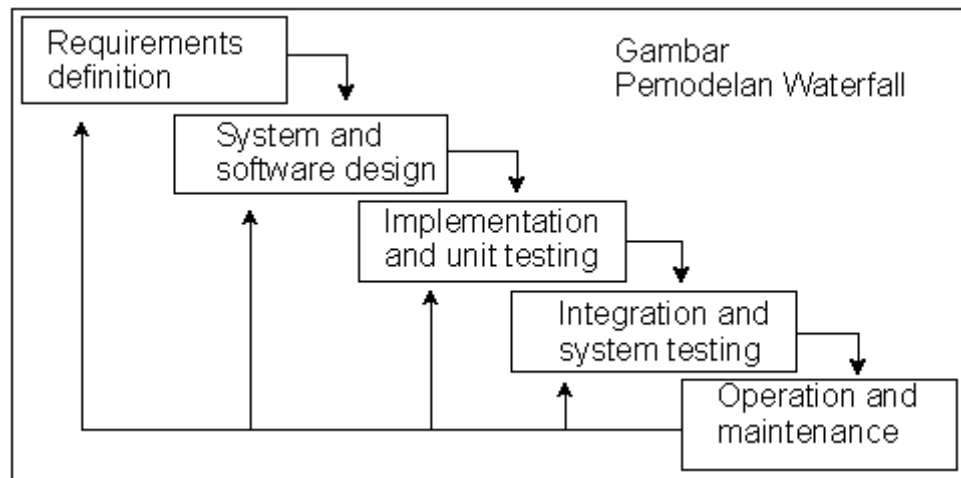 Requirements
definition
Gambar
Pemodelan Waterfall
System and
software design
Implementation
and unit testing
Integration and
system testing
Operation and
maintenance